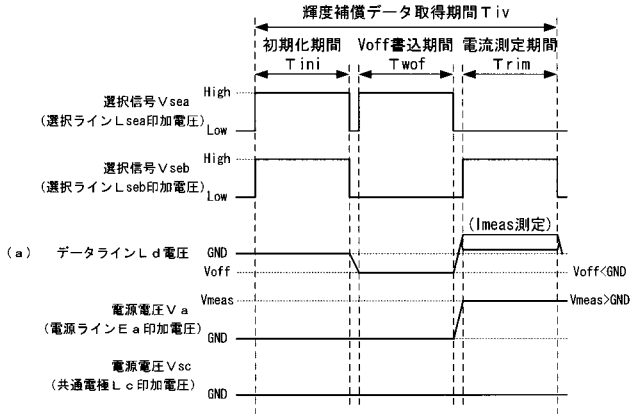 輝度補償データ取得期間Tiv
初期化期間 Voff書込期間 電流測定期間
Tini Twof Trim
選択信号Vsea
(選択ラインLsea印加電圧)
High
Low
選択信号Vseb
(選択ラインLseb印加電圧)
High
Low
(Imeas測定)
(a) データラインLd電圧 GND
Voff Voff<GND
電源電圧Va
(電源ラインEa印加電圧)
Vmeas Vmeas>GND
GND
電源電圧Vsc
(共通電極Lc印加電圧)
GND